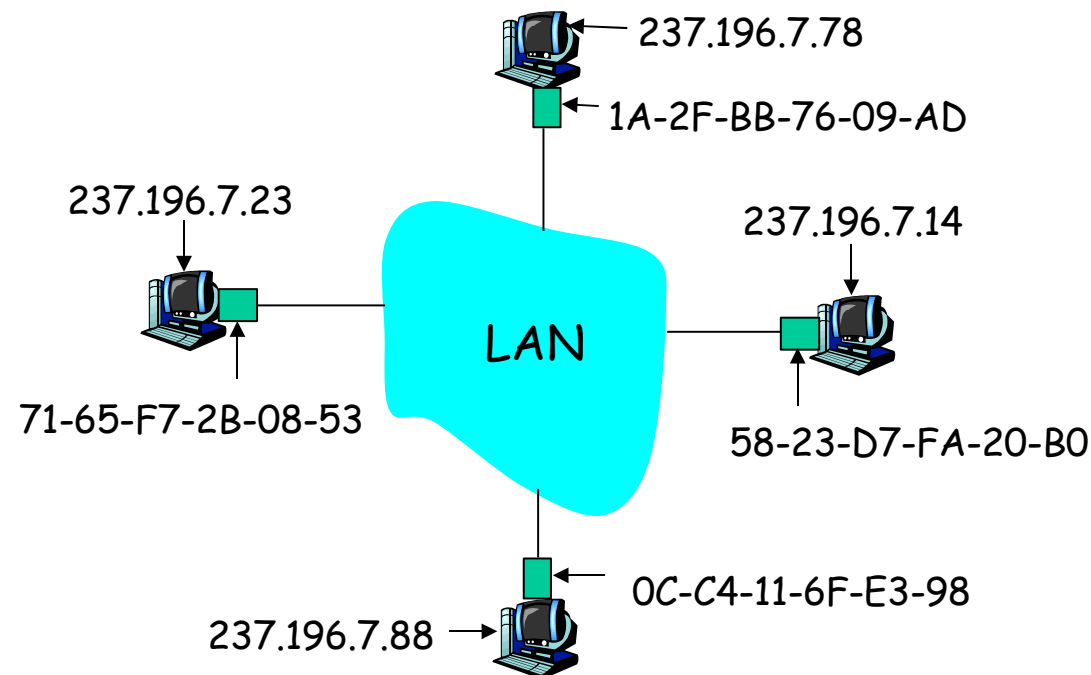 237.196.7.78
1A-2F-BB-76-09-AD
237.196.7.23
237.196.7.14
LAN
71-65-F7-2B-08-53
58-23-D7-FA-20-B0
0C-C4-11-6F-E3-98
237.196.7.88